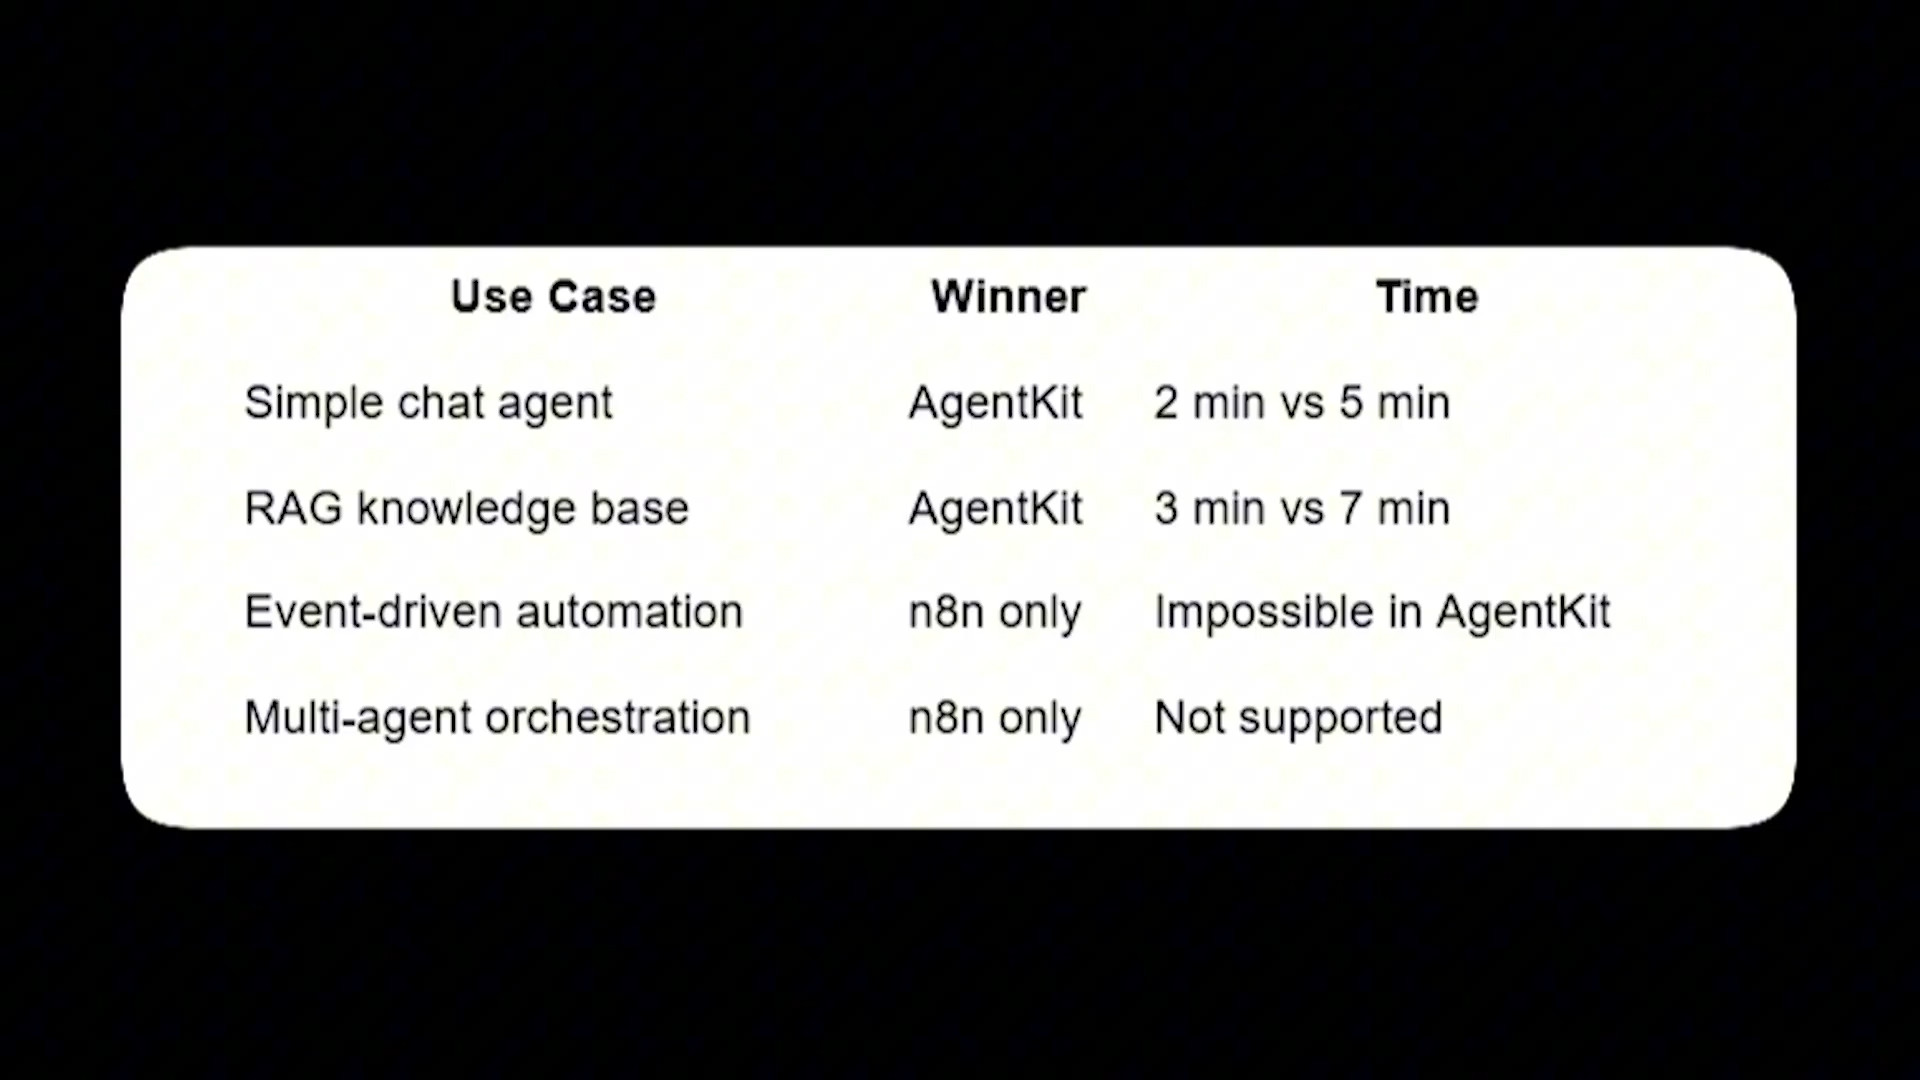 Use Case Winner Time
Simple chat agent AgentKit 2 min vs 5 min
RAG knowledge base AgentKit 3 min vs 7 min
Event-driven automation n8n only Impossible in AgentKit
Multi-agent orchestration n8n only Not supported